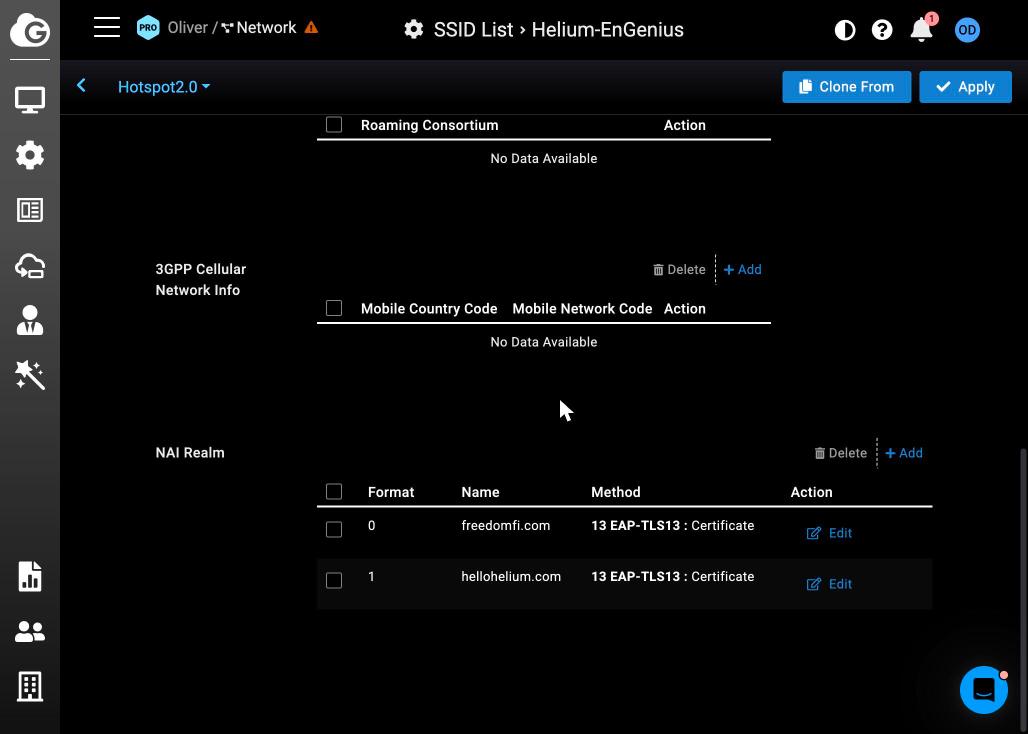 PRO Oliver / Network
SSID List › Helium-EnGenius
1
OD
Hotspot2.0
Clone From
Apply
Roaming Consortium Action
No Data Available
3GPP Cellular
Network Info
Delete + Add
Mobile Country Code Mobile Network Code Action
No Data Available
NAI Realm
Delete + Add
Format Name Method Action
0 freedomfi.com 13 EAP-TLS13 : Certificate Edit
1 hellohelium.com 13 EAP-TLS13 : Certificate Edit